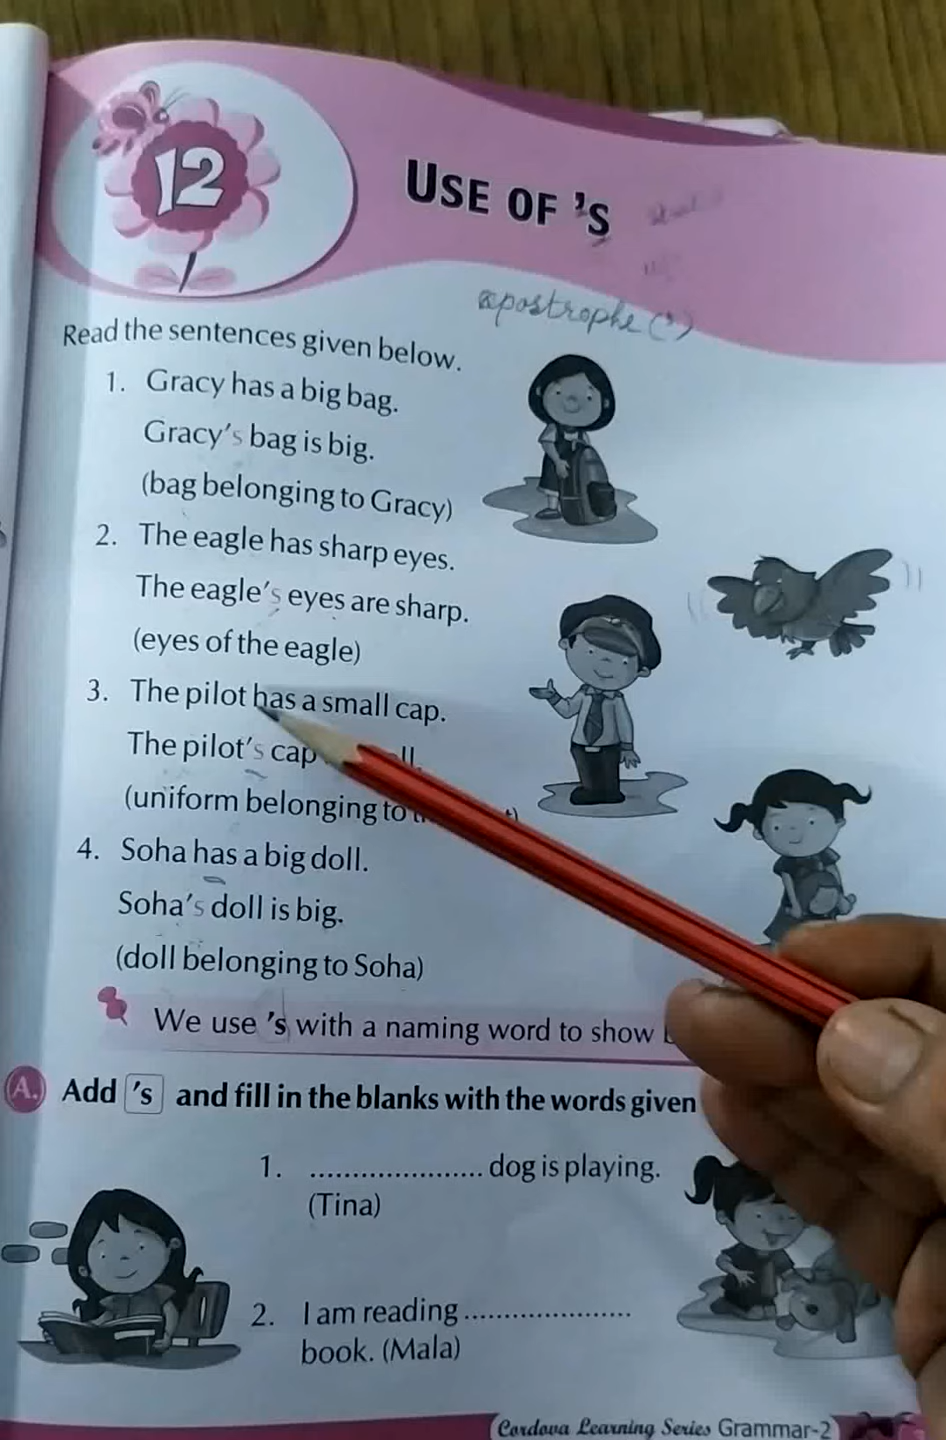 12
USE OF 's
apostrophe (')
Read the sentences given below.
1. Gracy has a big bag.
Gracy's bag is big.
(bag belonging to Gracy)
2. The eagle has sharp eyes.
The eagle's eyes are sharp.
(eyes of the eagle)
3. The pilot has a small cap.
The pilot's cap
(uniform belonging to
4. Soha has a big doll.
Soha's doll is big.
(doll belonging to Soha)
We use 's with a naming word to show
A. Add 's and fill in the blanks with the words given
1. ...................... dog is playing.
(Tina)
2. I am reading .....................
book. (Mala)
Cordova Learning Series Grammar-2